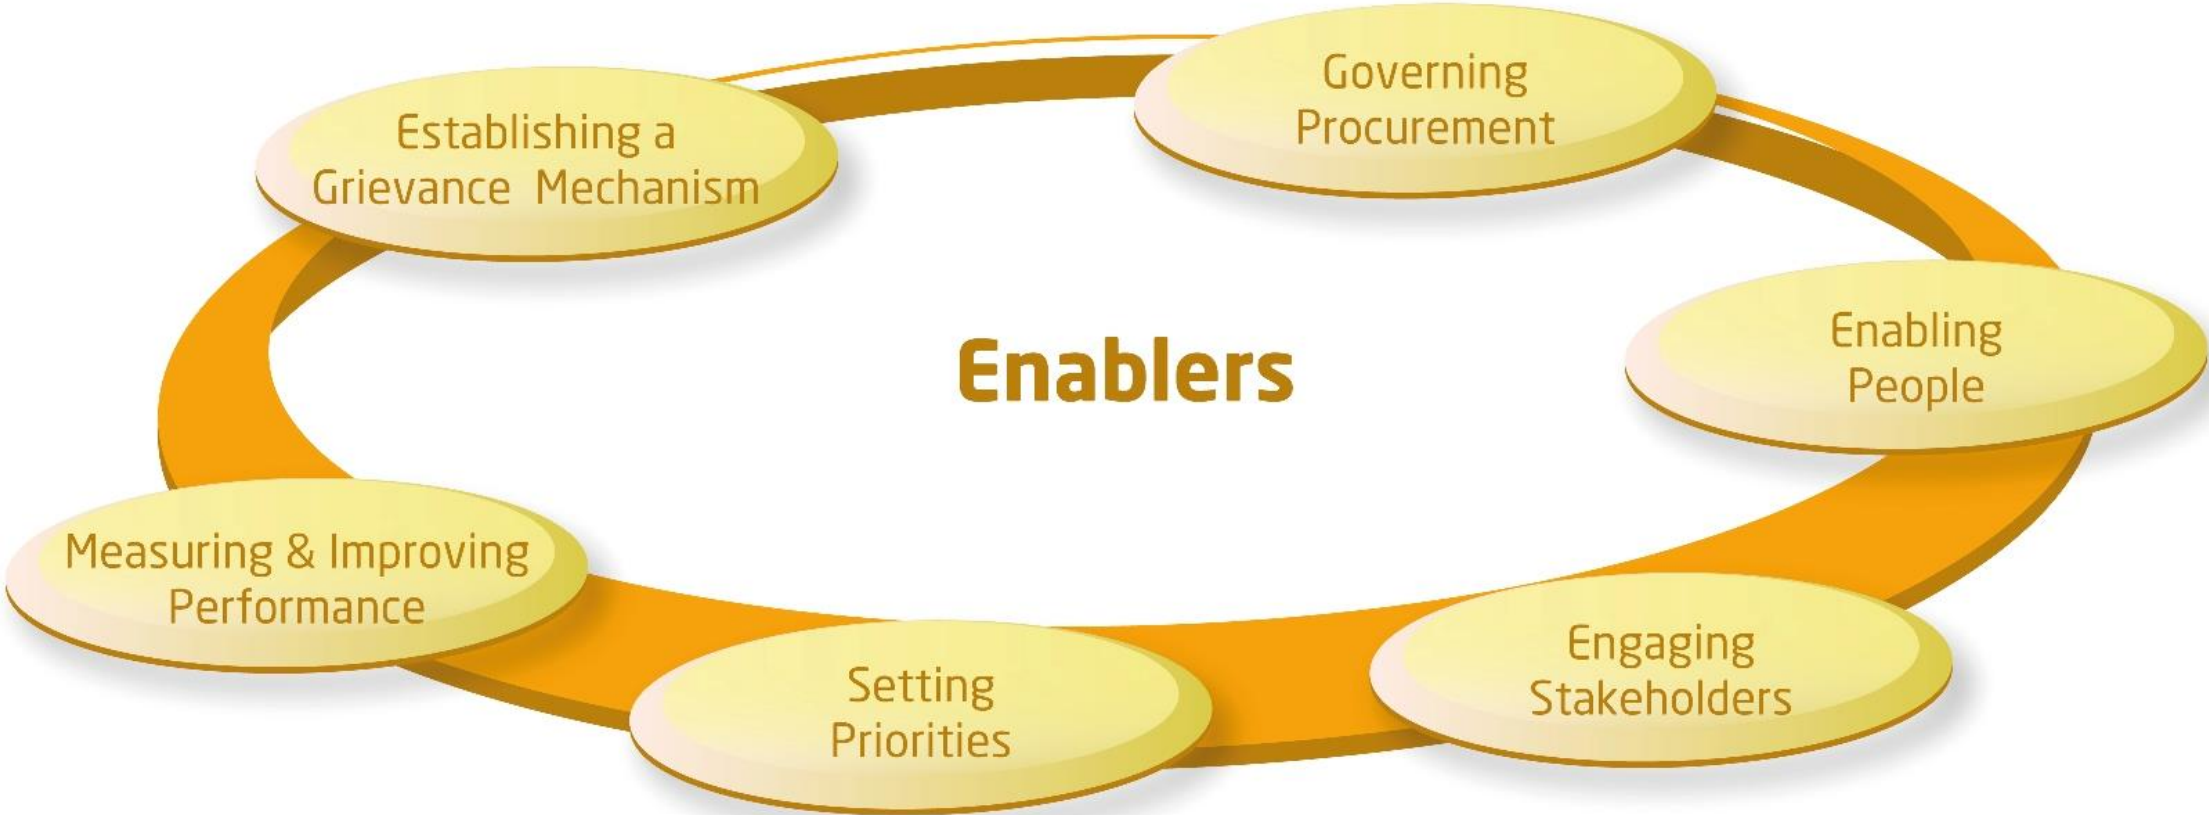 Governing
Procurement
Establishing a
Grievance Mechanism
Enabling
People
Enablers
Measuring & Improving
Performance
Engaging
Stakeholders
Setting
Priorities